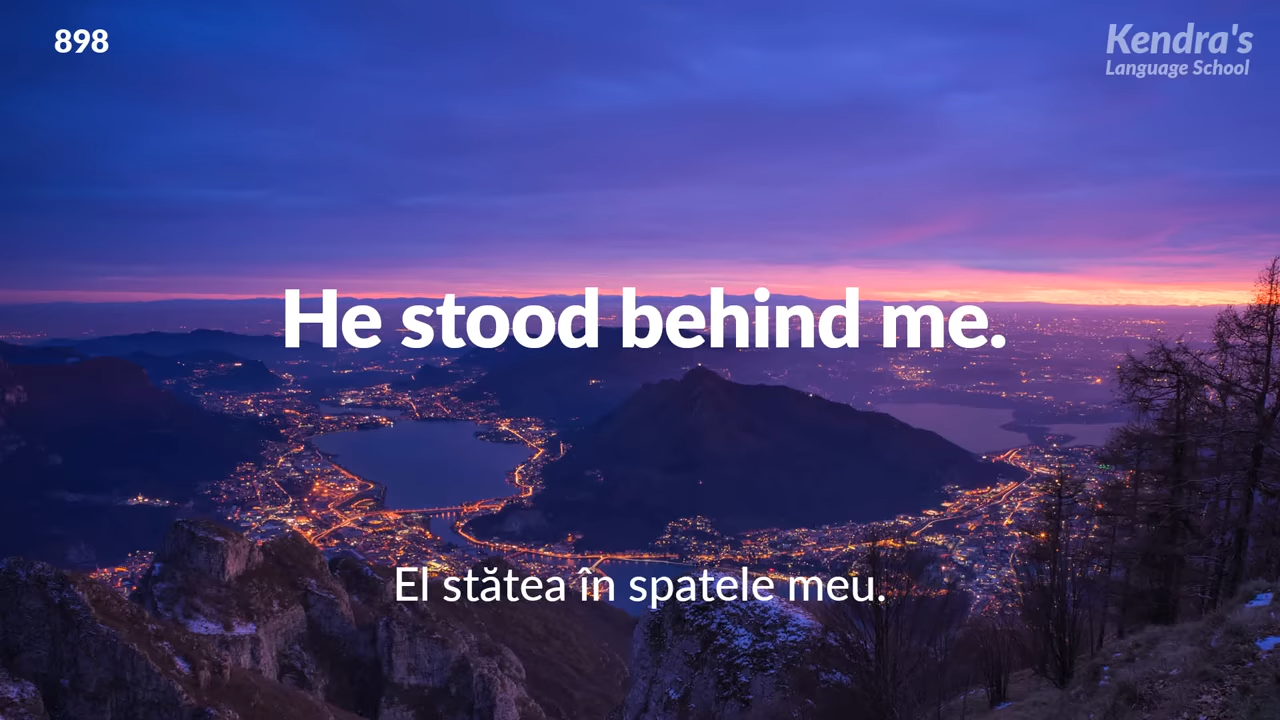 898
Kendra's
Language School
He stood behind me.
El stătea în spatele meu.